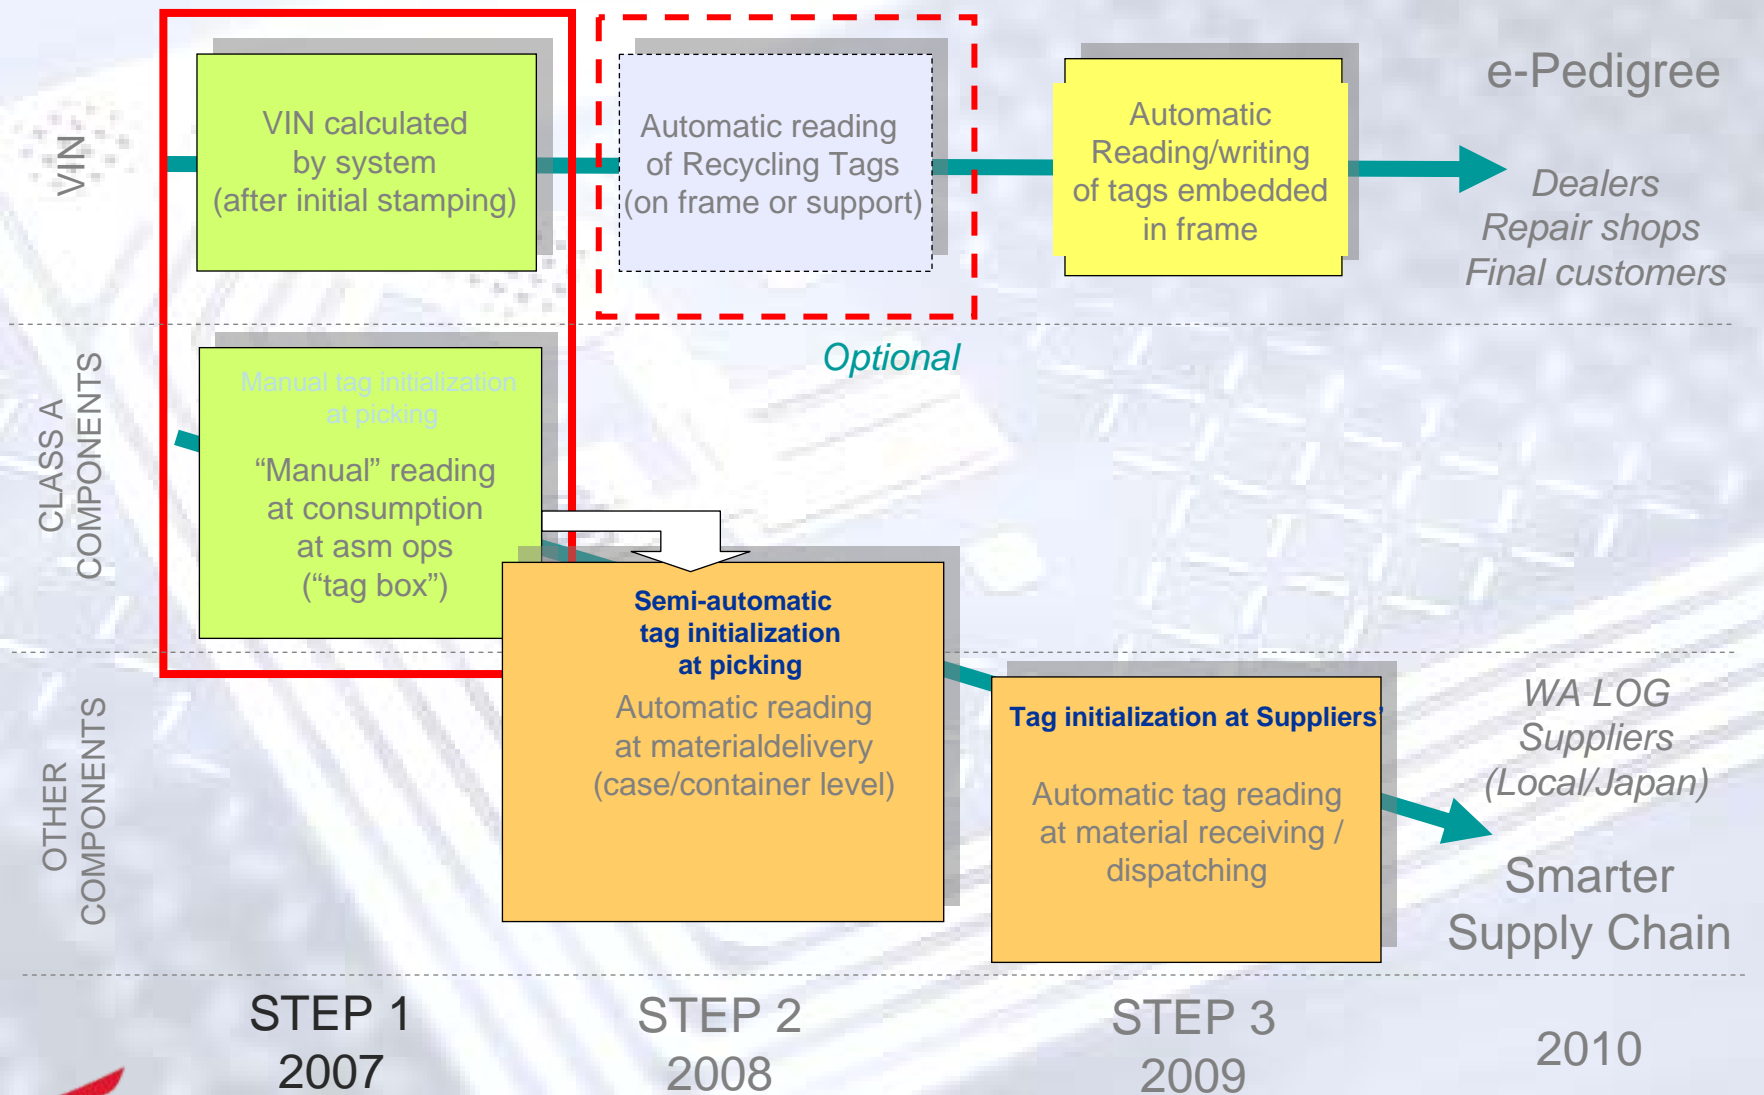 VIN
VIN calculated
by system
(after initial stamping)
Automatic reading
of Recycling Tags
(on frame or support)
Automatic
Reading/writing
of tags embedded
in frame
e-Pedigree
Dealers
Repair shops
Final customers
Optional
CLASS A
COMPONENTS
Manual tag initialization
at picking
“Manual” reading
at consumption
at asm ops
(“tag box”)
Semi-automatic
tag initialization
at picking
Automatic reading
at materialdelivery
(case/container level)
OTHER
COMPONENTS
Tag initialization at Suppliers’
Automatic tag reading
at material receiving /
dispatching
WA LOG
Suppliers
(Local/Japan)
Smarter
Supply Chain
STEP 1
2007
STEP 2
2008
STEP 3
2009
2010